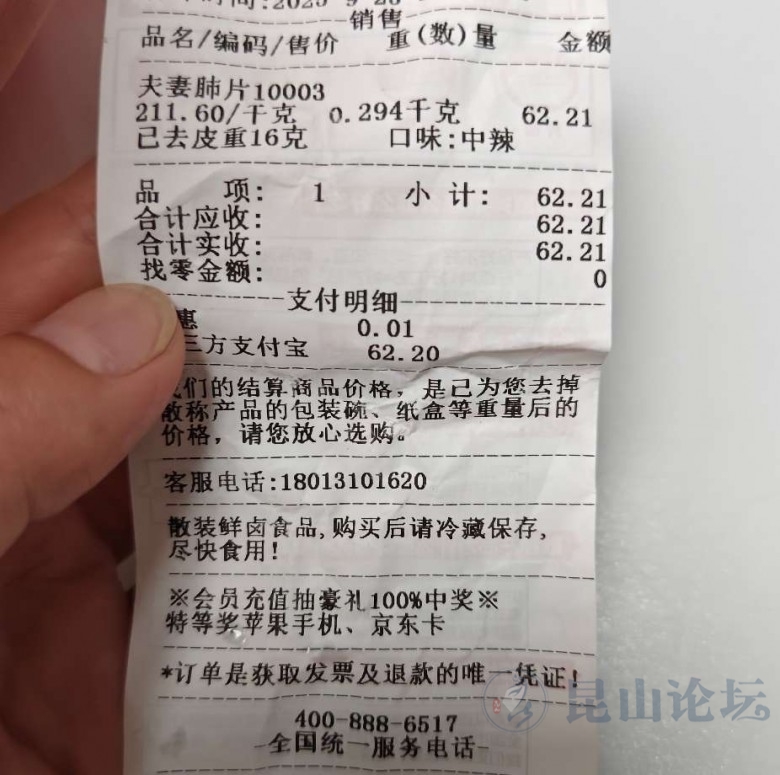 销售
品名/编码/售价 重(数)量 金额
夫妻肺片10003
211.60/千克 0.294千克 62.21
已去皮重16克 口味:中辣
品 项: 1 小 计: 62.21
合计应收: 62.21
合计实收: 62.21
找零金额: 0
支付明细
惠 0.01
三方支付宝 62.20
们的结算商品价格，是已为您去掉
散称产品的包装碗、纸盒等重量后的
价格，请您放心选购。
客服电话:18013101620
散装鲜卤食品,购买后请冷藏保存,
尽快食用!
※会员充值抽豪礼100%中奖※
特等奖苹果手机、京东卡
*订单是获取发票及退款的唯一凭证!
400-888-6517
-全国统一服务电话-
昆山论坛